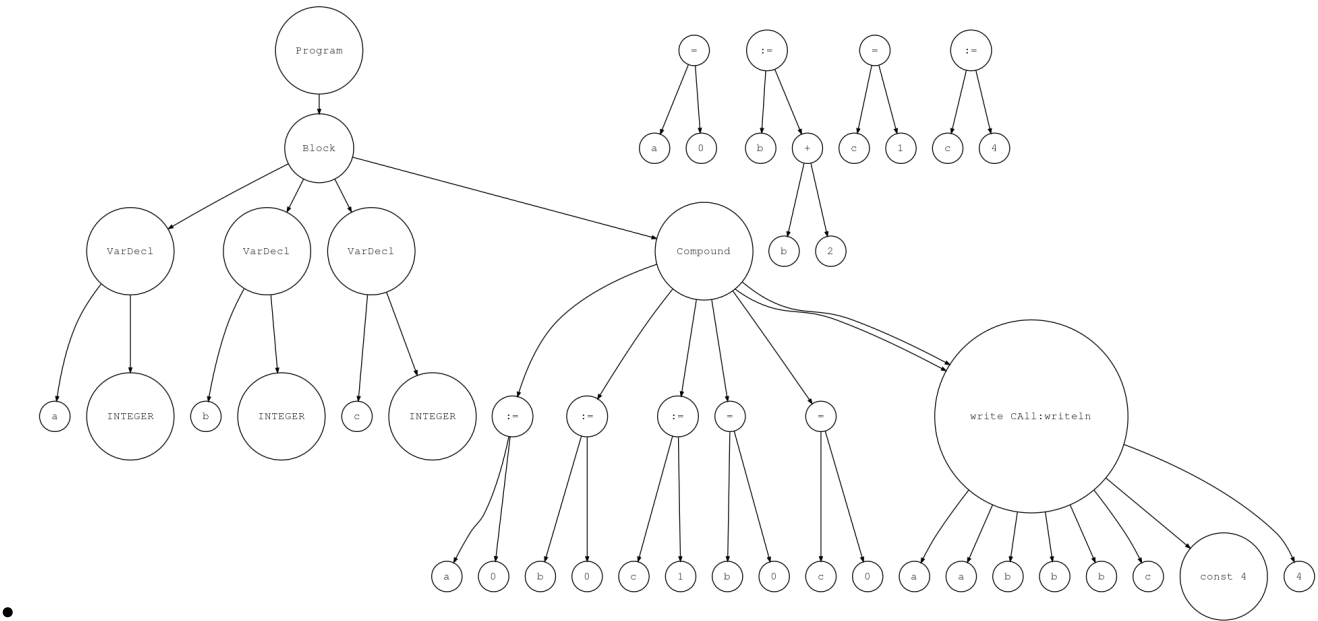 Program
= := = :=
Block
a 0 b + c 1 c 4
VarDecl VarDecl VarDecl Compound b 2
a INTEGER b INTEGER c INTEGER := := := = = write CAll:writeln
a 0 b 0 c 1 b 0 c 0 a a b b b c const 4 4